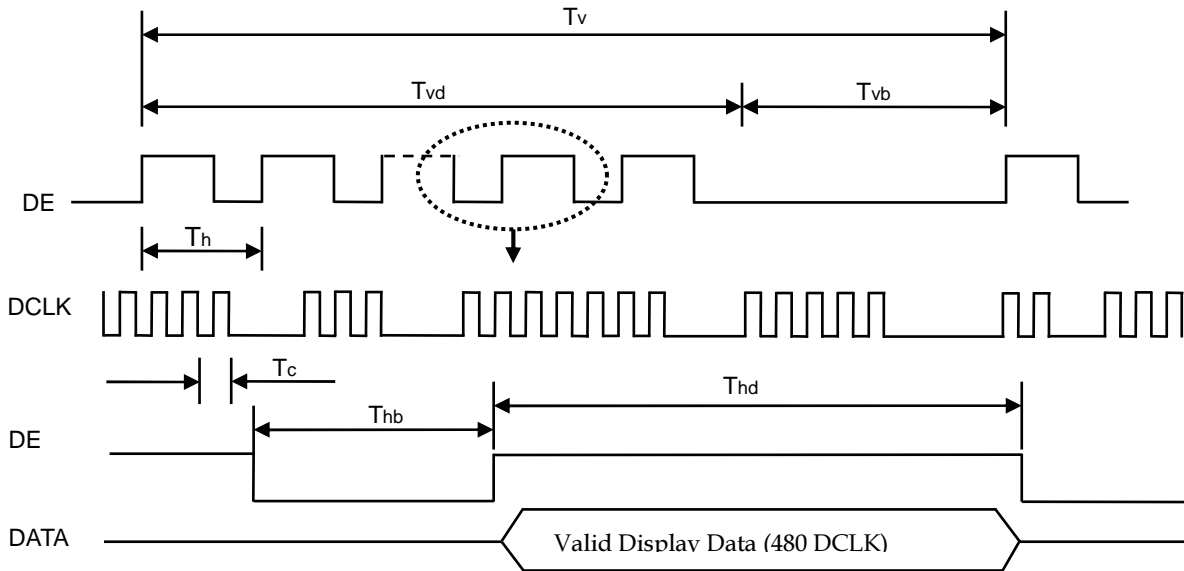 Tv
Tvd
Tvb
DE
Th
DCLK
Tc
Thd
Thb
DE
DATA
Valid Display Data (480 DCLK)